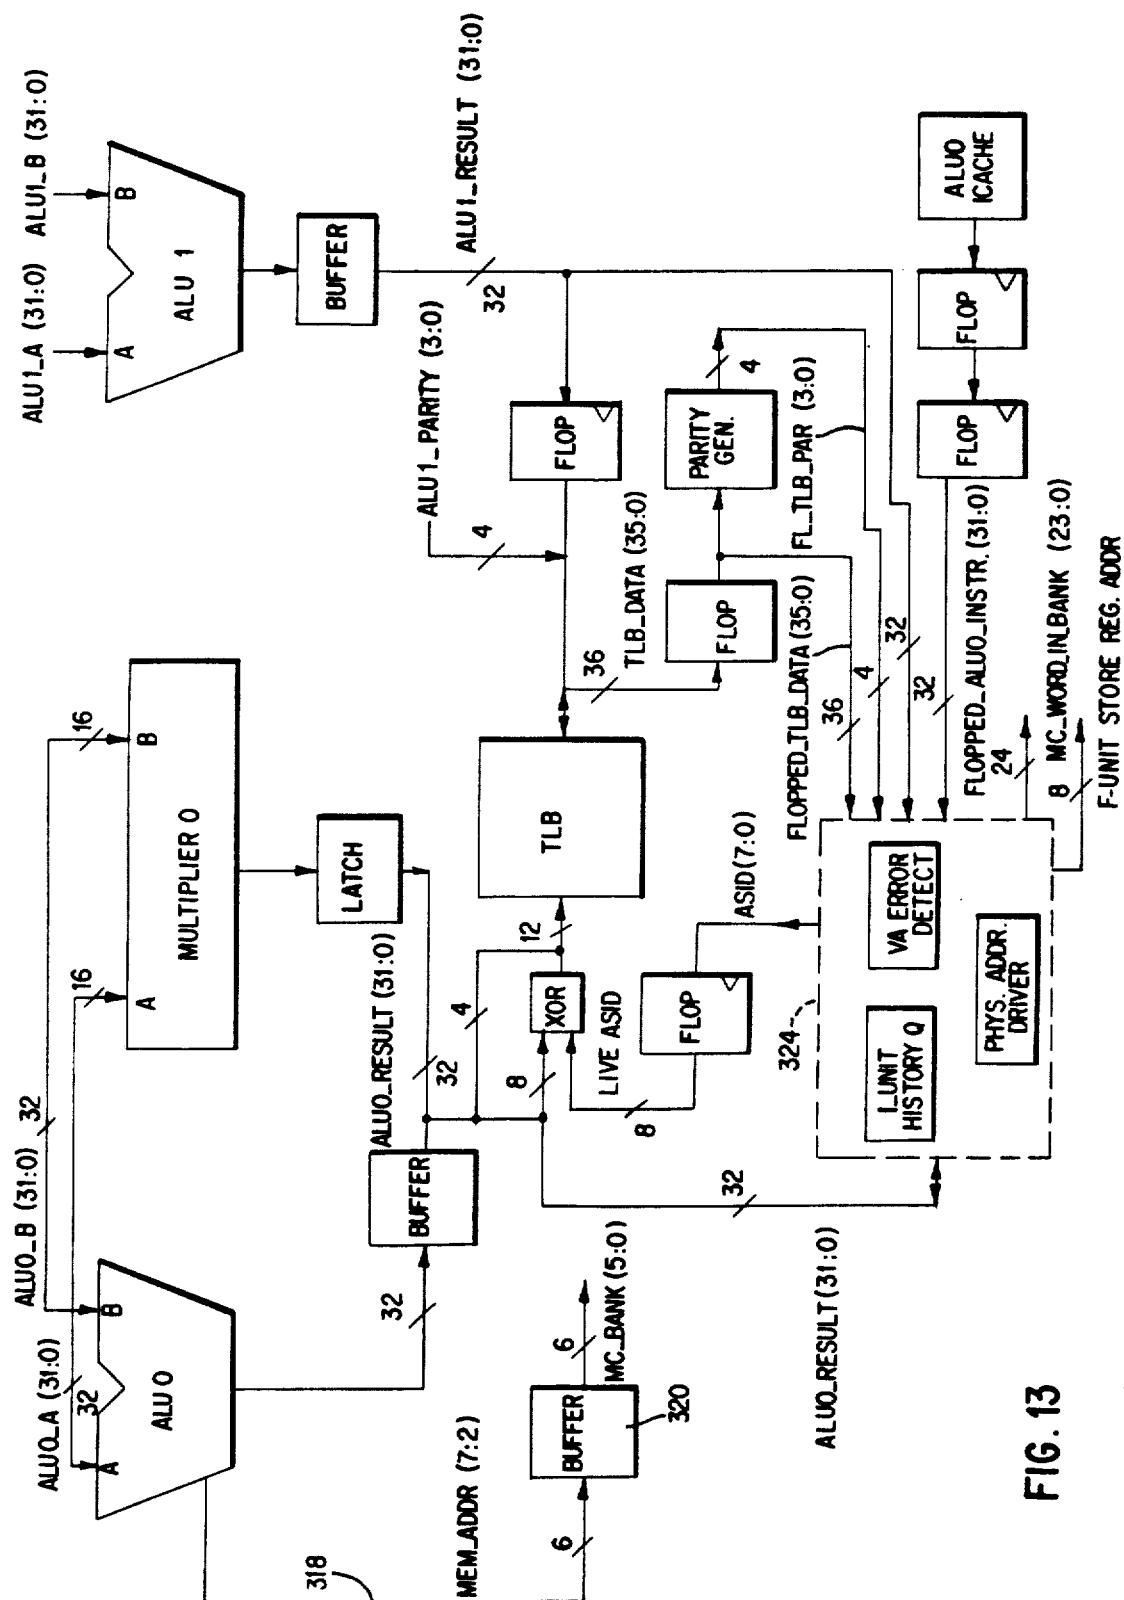 ALU1_A (31:0)
ALU1_B (31:0)
A
B
ALU 1
BUFFER
ALU1_RESULT (31:0)
32
ALU1_PARITY (3:0)
4
FLOP
PARITY
GEN.
4
FL_TLB_PAR (3:0)
ALU0
ICACHE
FLOP
FLOP
FLOPPED_ALU0_INSTR. (31:0)
ALU0_B (31:0)
32
16
16
A
B
MULTIPLIER 0
LATCH
ALU0_RESULT (31:0)
32
4
12
TLB
TLB_DATA (35:0)
36
FLOP
FLOPPED_TLB_DATA (35:0)
36
4
32
32
24
8
MC_WORD_IN_BANK (23:0)
F-UNIT STORE REG. ADDR
XOR
8
LIVE ASID
8
FLOP
ASID (7:0)
324
VA ERROR
DETECT
I_UNIT
HISTORY Q
PHYS. ADDR.
DRIVER
ALU0_A (31:0)
32
A
B
ALU 0
32
BUFFER
32
ALU0_RESULT (31:0)
318
MEM_ADDR (7:2)
6
BUFFER
320
6
MC_BANK (5:0)
FIG. 13